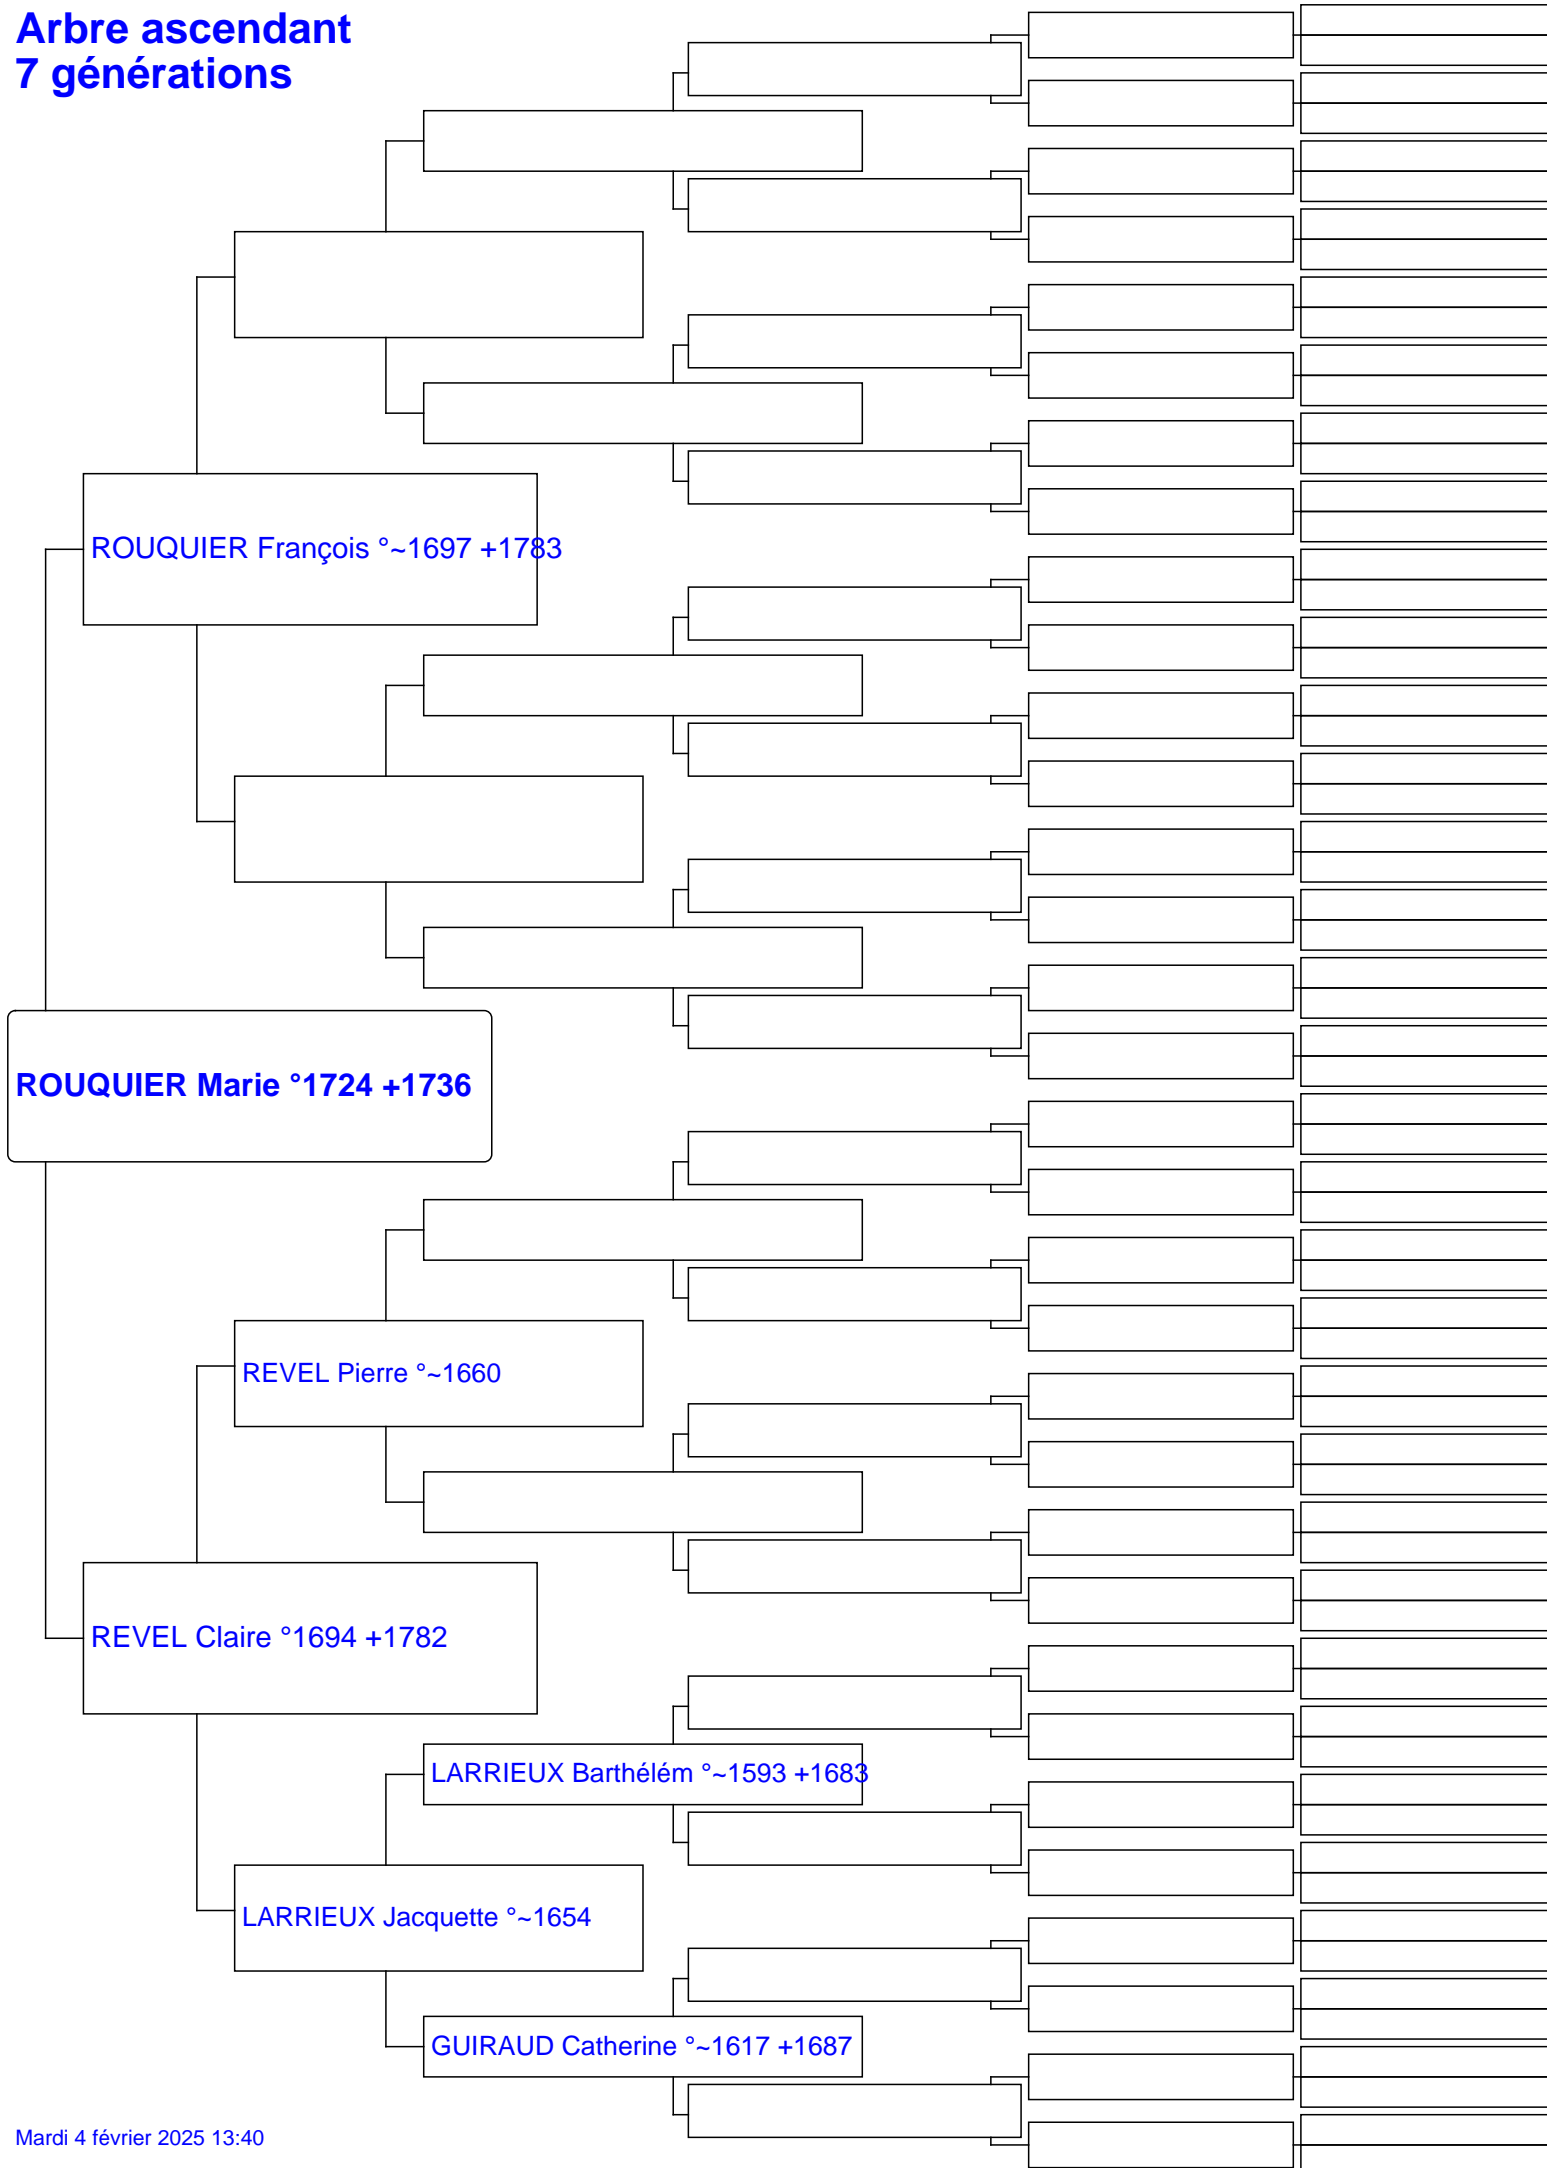 Arbre ascendant
7 générations
ROUQUIER François °~1697 +1783
ROUQUIER Marie °1724 +1736
REVEL Pierre °~1660
REVEL Claire °1694 +1782
LARRIEUX Barthélém °~1593 +1683
LARRIEUX Jacquette °~1654
GUIRAUD Catherine °~1617 +1687
Mardi 4 février 2025 13:40